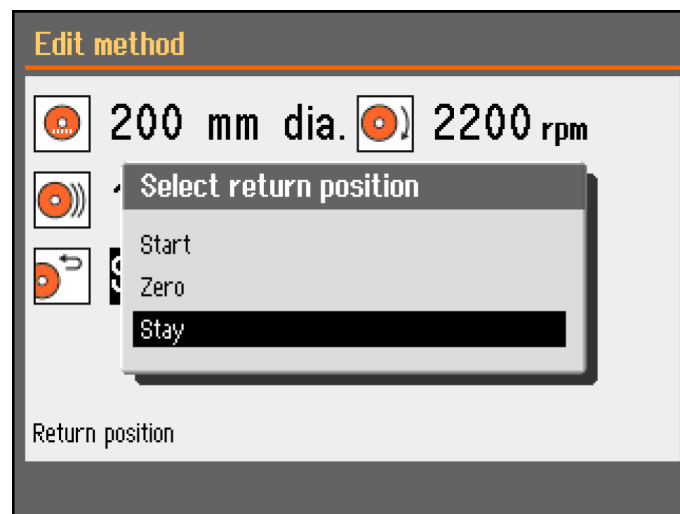 Edit method
200 mm dia. 2200 rpm
Select return position
Start
Zero
Stay
Return position